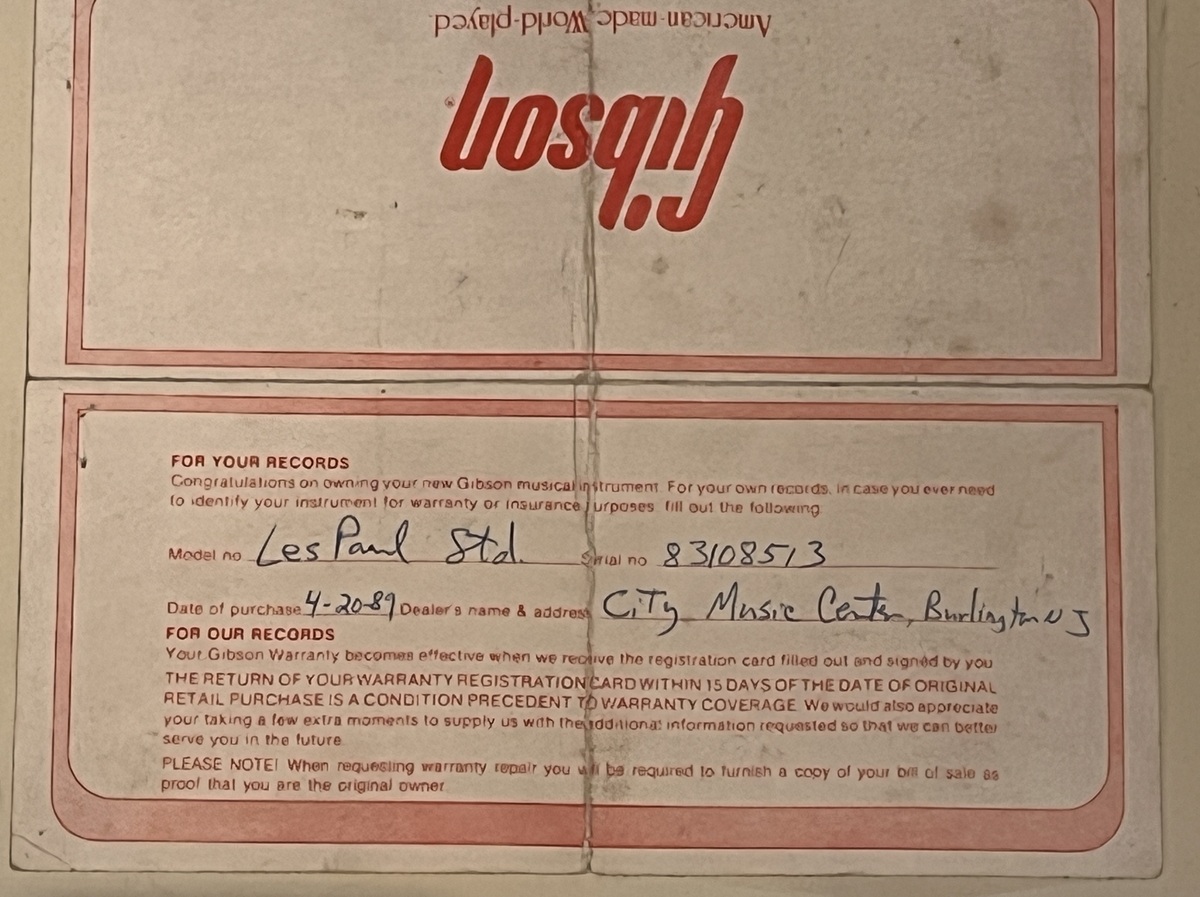 American-made World-played
Gibson
FOR YOUR RECORDS
Congratulations on owning your new Gibson musical instrument. For your own records, in case you ever need
to identify your instrument for warranty or insurance purposes, fill out the following.
Model no Les Paul Std. Serial no 83108513
Date of purchase 4-20-89 Dealer's name & address City Music Center, Burlington NJ
FOR OUR RECORDS
Your Gibson Warranty becomes effective when we receive the registration card filled out and signed by you
THE RETURN OF YOUR WARRANTY REGISTRATION CARD WITHIN 15 DAYS OF THE DATE OF ORIGINAL
RETAIL PURCHASE IS A CONDITION PRECEDENT TO WARRANTY COVERAGE. We would also appreciate
your taking a few extra moments to supply us with the additional information requested so that we can better
serve you in the future.
PLEASE NOTE! When requesting warranty repair you will be required to furnish a copy of your bill of sale as
proof that you are the original owner.